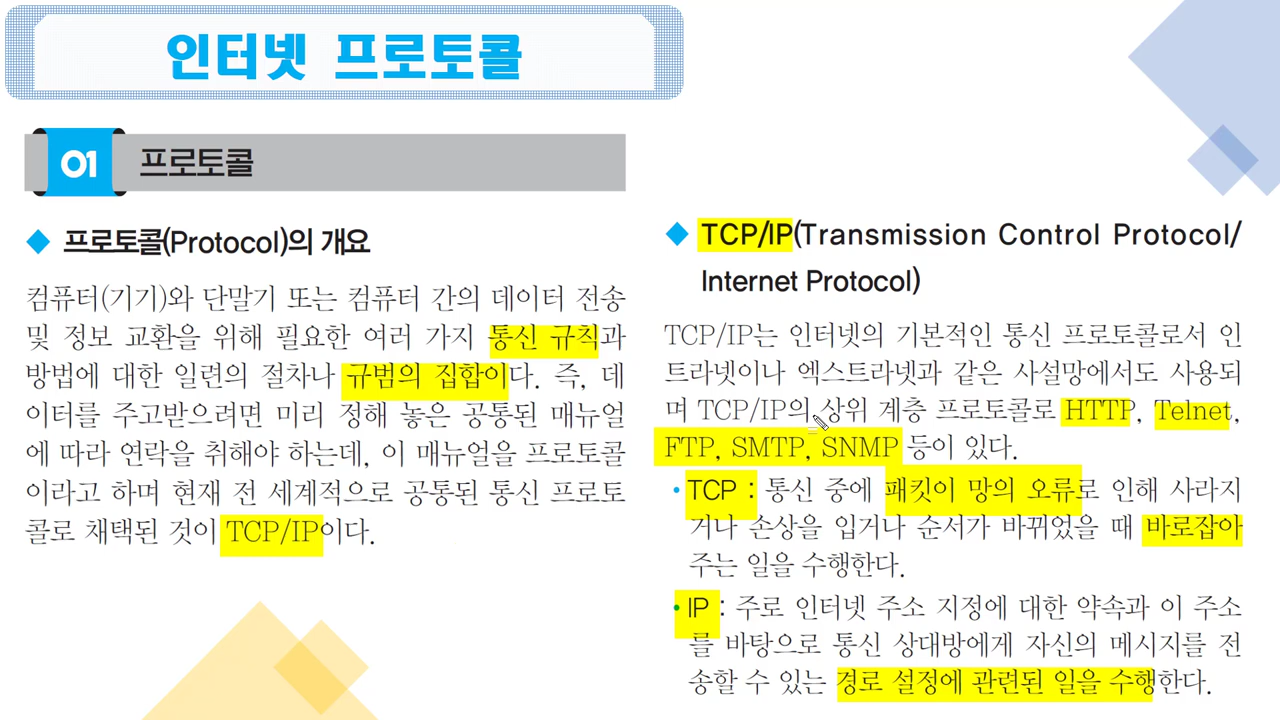 인터넷 프로토콜
01 프로토콜
프로토콜(Protocol)의 개요
컴퓨터(기기)와 단말기 또는 컴퓨터 간의 데이터 전송
및 정보 교환을 위해 필요한 여러 가지 통신 규칙과
방법에 대한 일련의 절차나 규범의 집합이다. 즉, 데
이터를 주고받으려면 미리 정해 놓은 공통된 매뉴얼
에 따라 연락을 취해야 하는데, 이 매뉴얼을 프로토콜
이라고 하며 현재 전 세계적으로 공통된 통신 프로토
콜로 채택된 것이 TCP/IP이다.
TCP/IP(Transmission Control Protocol/
Internet Protocol)
TCP/IP는 인터넷의 기본적인 통신 프로토콜로서 인
트라넷이나 엑스트라넷과 같은 사설망에서도 사용되
며 TCP/IP의 상위 계층 프로토콜로 HTTP, Telnet,
FTP, SMTP, SNMP 등이 있다.
• TCP : 통신 중에 패킷이 망의 오류로 인해 사라지
거나 손상을 입거나 순서가 바뀌었을 때 바로잡아
주는 일을 수행한다.
• IP : 주로 인터넷 주소 지정에 대한 약속과 이 주소
를 바탕으로 통신 상대방에게 자신의 메시지를 전
송할 수 있는 경로 설정에 관련된 일을 수행한다.